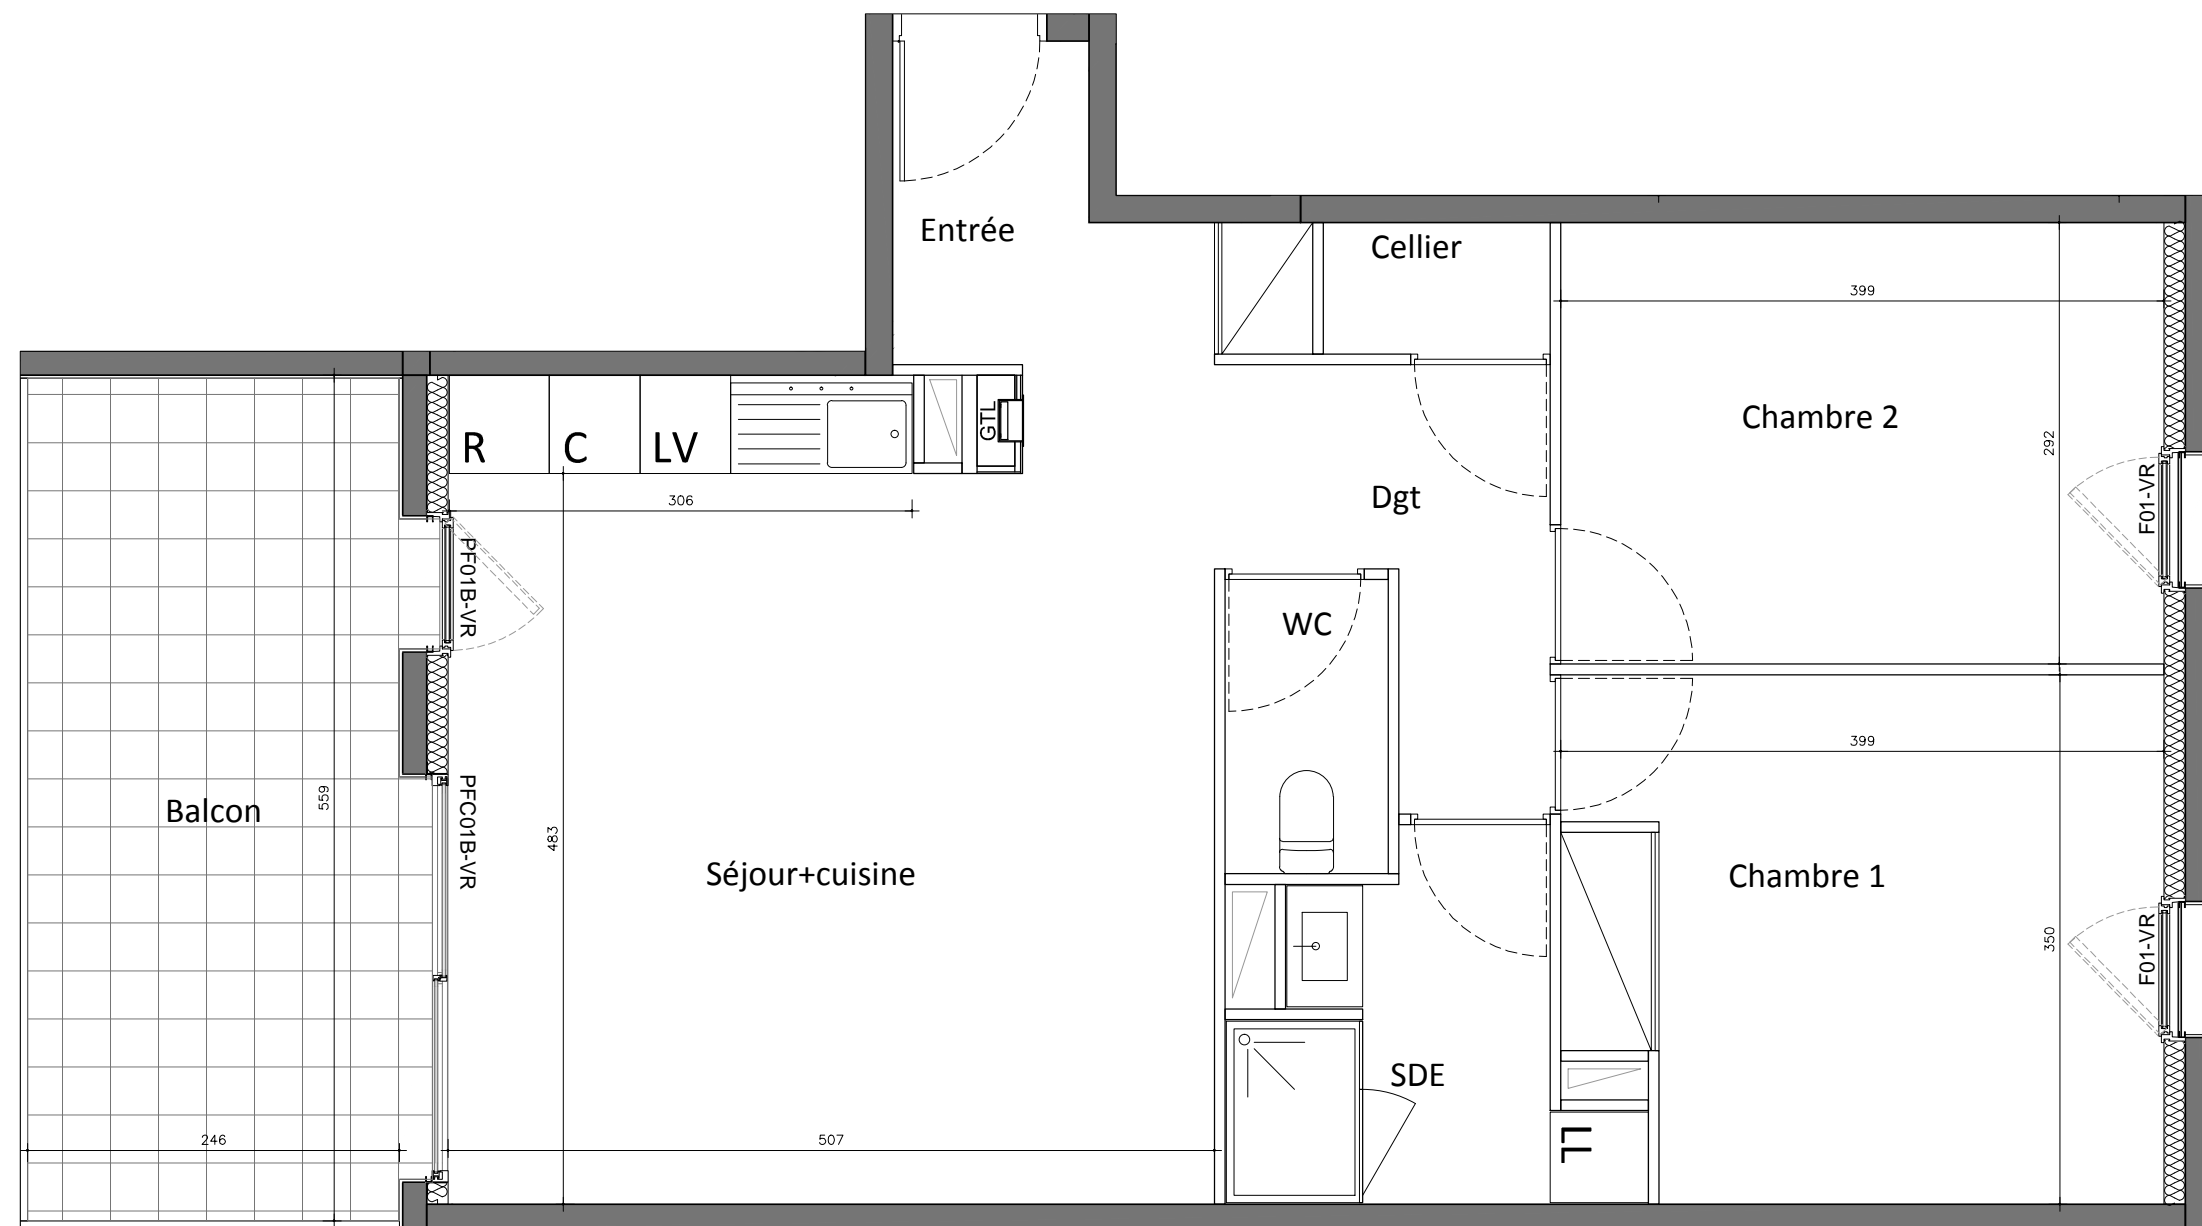 Entrée
Cellier
399
Chambre 2
292
F01-VR
R
C
LV
GTL
306
Dgt
PF01B-VR
WC
399
Balcon
559
PFC01B-VR
483
Séjour+cuisine
Chambre 1
350
F01-VR
SDE
246
507
LL